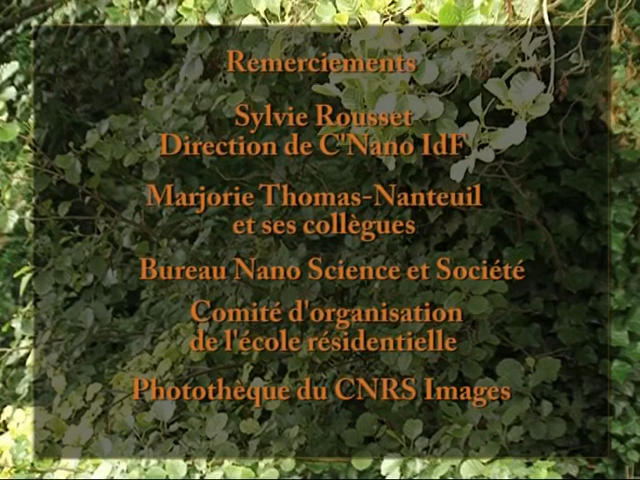 Remerciements
Sylvie Rousset
Direction de C'Nano IdF
Marjorie Thomas-Nanteuil
et ses collègues
Bureau Nano Science et Société
Comité d'organisation
de l'école résidentielle
Photothèque du CNRS Images